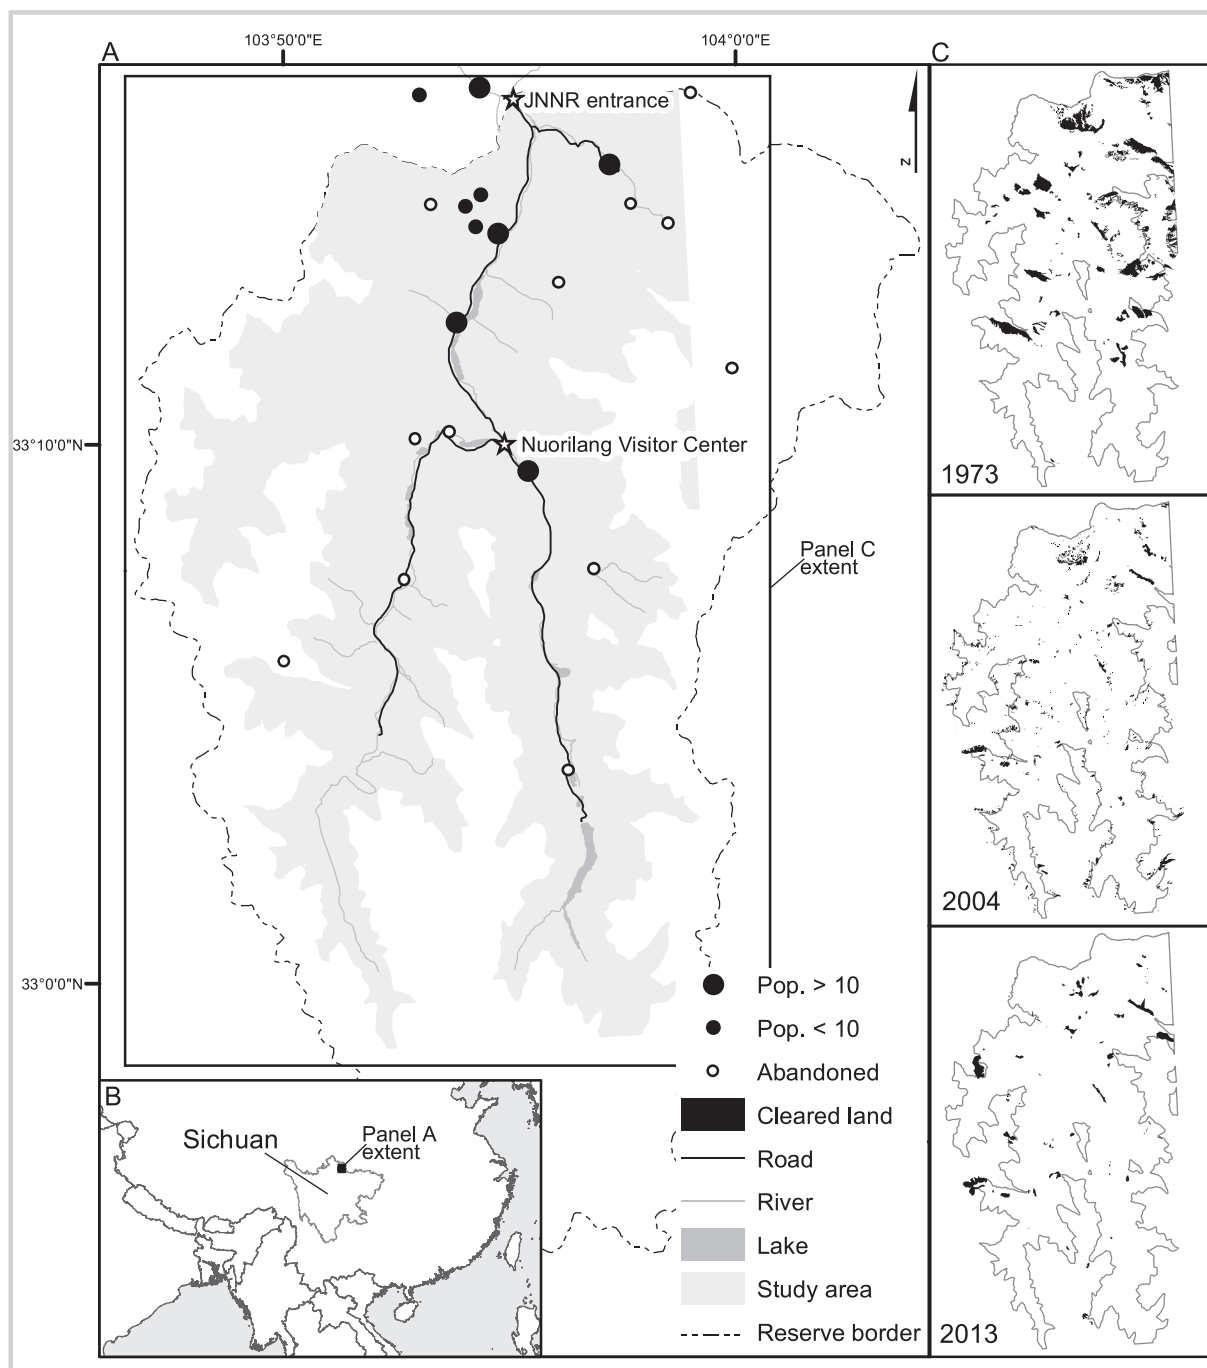 A
103°50'0"E
104°0'0"E
C
JNNR entrance
N
33°10'0"N
Nuorilang Visitor Center
1973
Panel C
extent
2004
33°0'0"N
Pop. > 10
Pop. < 10
Abandoned
Cleared land
Road
River
Lake
Study area
Reserve border
B
Sichuan
Panel A
extent
2013